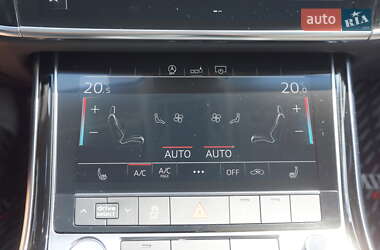 auto RIA
20.5 20.0
+ +
− −
AUTO AUTO
A/C A/C MAX ••• OFF
drive select